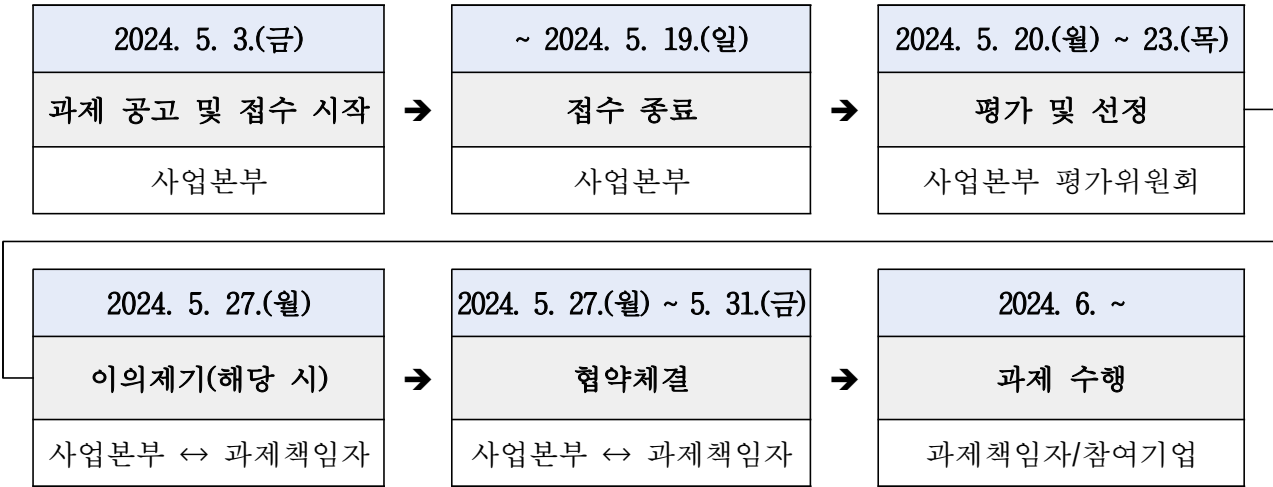 2024. 5. 3.(금)
과제 공고 및 접수 시작
사업본부
➔
~ 2024. 5. 19.(일)
접수 종료
사업본부
➔
2024. 5. 20.(월) ~ 23.(목)
평가 및 선정
사업본부 평가위원회
2024. 5. 27.(월)
이의제기(해당 시)
사업본부 ↔ 과제책임자
➔
2024. 5. 27.(월) ~ 5. 31.(금)
협약체결
사업본부 ↔ 과제책임자
➔
2024. 6. ~
과제 수행
과제책임자/참여기업